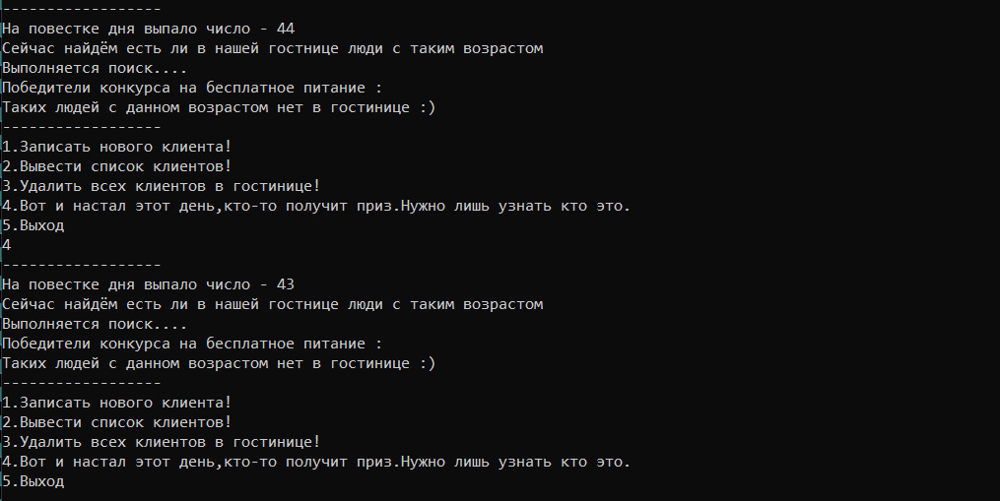 ------------------
На повестке дня выпало число - 44
Сейчас найдём есть ли в нашей гостнице люди с таким возрастом
Выполняется поиск....
Победители конкурса на бесплатное питание :
Таких людей с данном возрастом нет в гостинице :)
------------------
1.Записать нового клиента!
2.Вывести список клиентов!
3.Удалить всех клиентов в гостинице!
4.Вот и настал этот день,кто-то получит приз.Нужно лишь узнать кто это.
5.Выход
4
------------------
На повестке дня выпало число - 43
Сейчас найдём есть ли в нашей гостнице люди с таким возрастом
Выполняется поиск....
Победители конкурса на бесплатное питание :
Таких людей с данном возрастом нет в гостинице :)
------------------
1.Записать нового клиента!
2.Вывести список клиентов!
3.Удалить всех клиентов в гостинице!
4.Вот и настал этот день,кто-то получит приз.Нужно лишь узнать кто это.
5.Выход